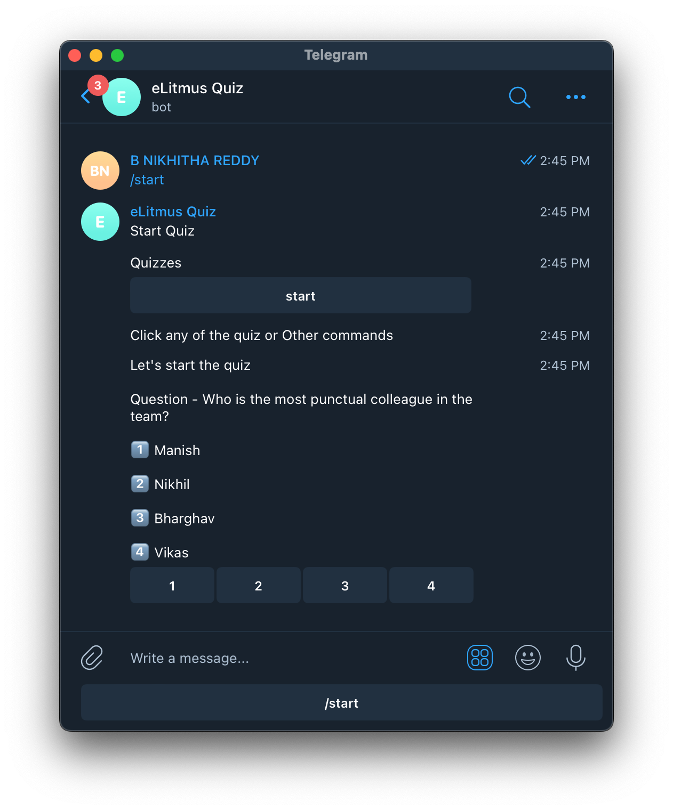 Telegram
3
E
eLitmus Quiz
bot
BN
B NIKHITHA REDDY
2:45 PM
/start
E
eLitmus Quiz
2:45 PM
Start Quiz
Quizzes
2:45 PM
start
Click any of the quiz or Other commands
2:45 PM
Let's start the quiz
2:45 PM
Question - Who is the most punctual colleague in the
team?
1 Manish
2 Nikhil
3 Bharghav
4 Vikas
1 2 3 4
Write a message...
/start